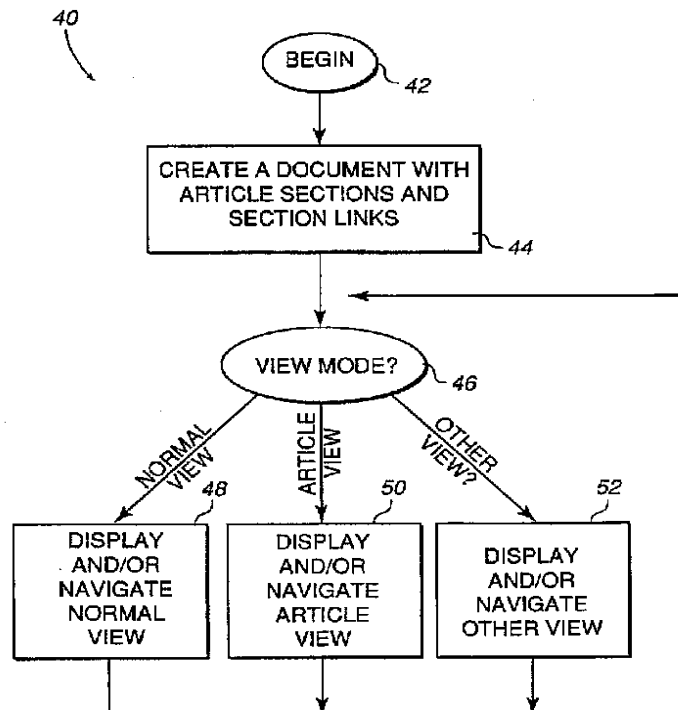 40
BEGIN
42
CREATE A DOCUMENT WITH
ARTICLE SECTIONS AND
SECTION LINKS
44
VIEW MODE?
46
NORMAL
VIEW
ARTICLE
VIEW
OTHER
VIEW?
48
DISPLAY
AND/OR
NAVIGATE
NORMAL
VIEW
50
DISPLAY
AND/OR
NAVIGATE
ARTICLE
VIEW
52
DISPLAY
AND/OR
NAVIGATE
OTHER VIEW